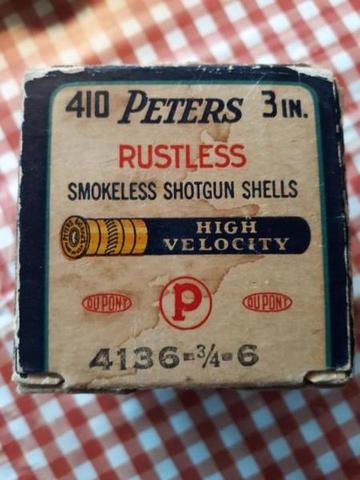 410 PETERS 3 IN.
RUSTLESS
SMOKELESS SHOTGUN SHELLS
HIGH
VELOCITY
DU PONT P DU PONT
4136-3/4-6